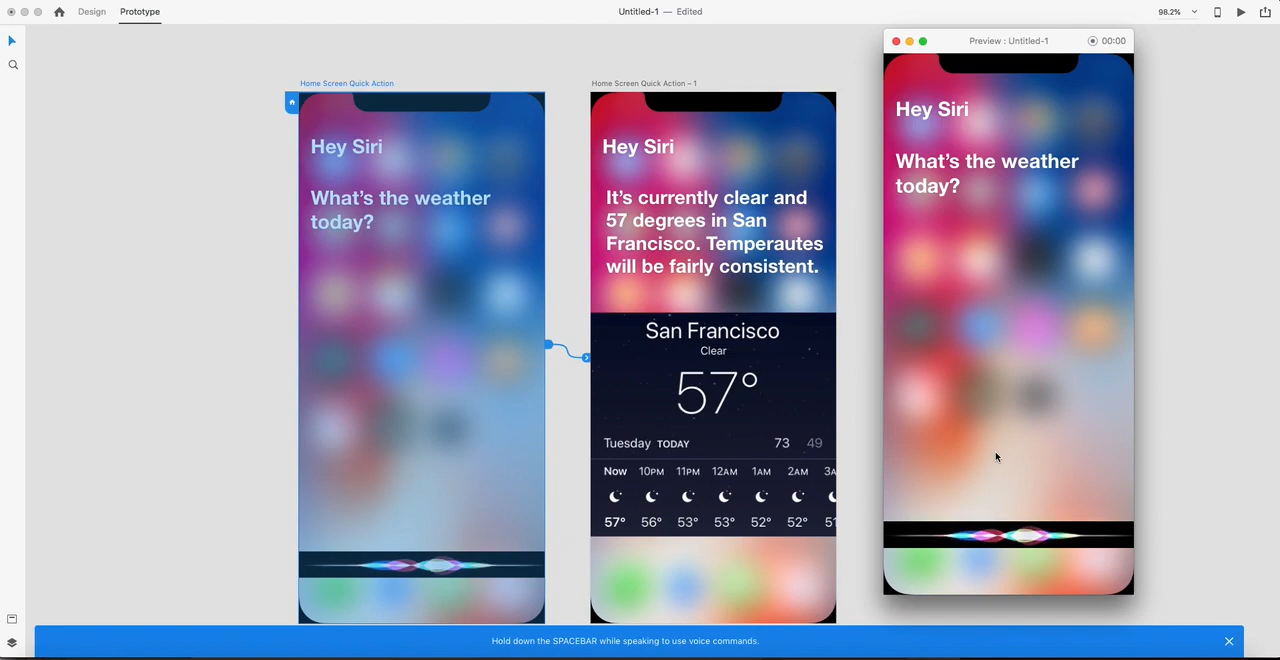 Design Prototype Untitled-1 — Edited 98.2%
Home Screen Quick Action
Hey Siri
What's the weather
today?
Home Screen Quick Action – 1
Hey Siri
It's currently clear and
57 degrees in San
Francisco. Temperautes
will be fairly consistent.
San Francisco
Clear
57°
Tuesday TODAY 73 49
Now 10PM 11PM 12AM 1AM 2AM 3A
57° 56° 53° 53° 52° 52° 51
Preview : Untitled-1 00:00
Hey Siri
What's the weather
today?
Hold down the SPACEBAR while speaking to use voice commands.